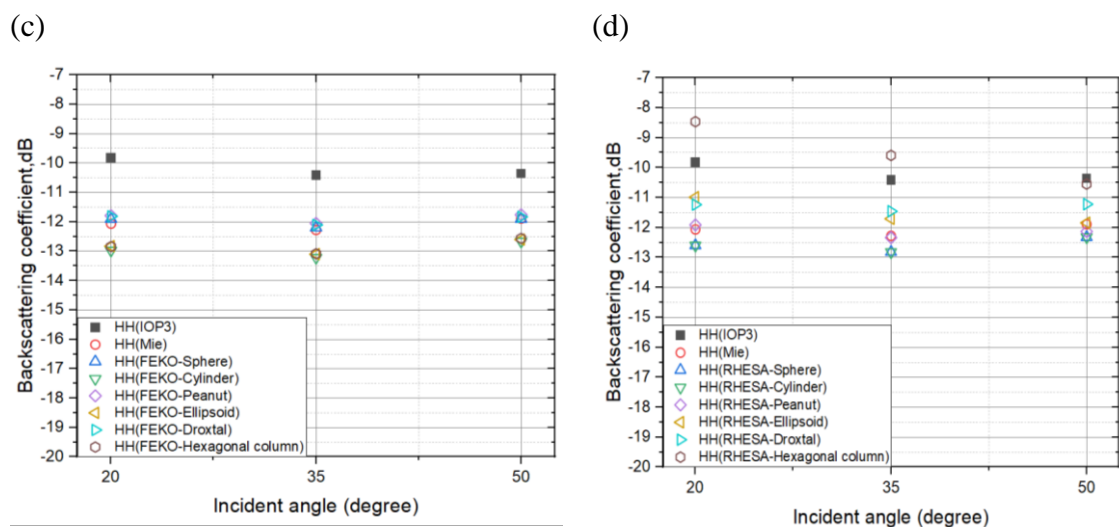 (c)
(d)
-7
-8
-9
-10
-11
-12
-13
-14
-15
-16
-17
-18
-19
-20
Backscattering coefficient,dB
HH(IOP3)
HH(Mie)
HH(FEKO-Sphere)
HH(FEKO-Cylinder)
HH(FEKO-Peanut)
HH(FEKO-Ellipsoid)
HH(FEKO-Droxtal)
HH(FEKO-Hexagonal column)
20
35
50
Incident angle (degree)
-7
-8
-9
-10
-11
-12
-13
-14
-15
-16
-17
-18
-19
-20
Backscattering coefficient,dB
HH(IOP3)
HH(Mie)
HH(RHESA-Sphere)
HH(RHESA-Cylinder)
HH(RHESA-Peanut)
HH(RHESA-Ellipsoid)
HH(RHESA-Droxtal)
HH(RHESA-Hexagonal column)
20
35
50
Incident angle (degree)